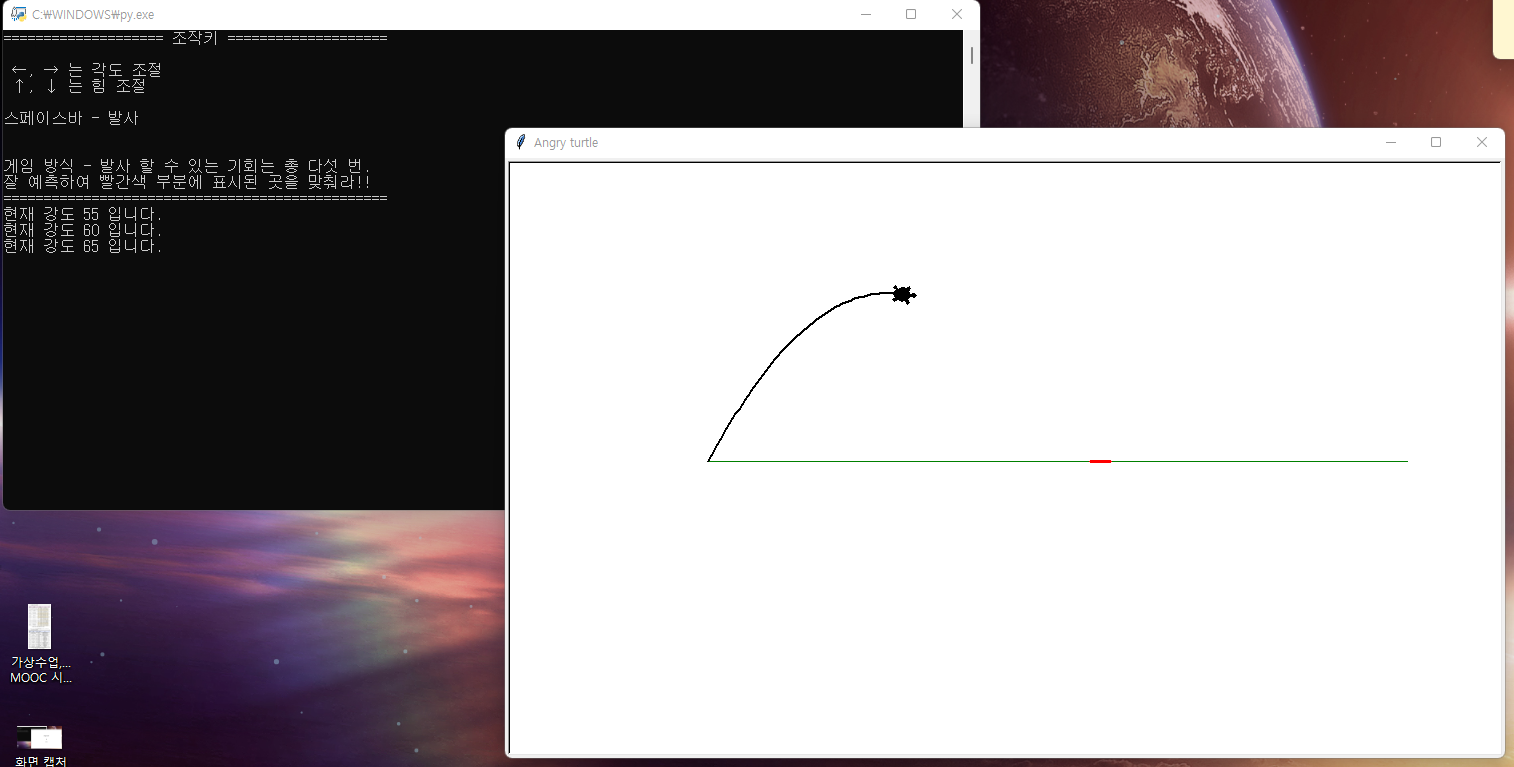 C:\WINDOWS\py.exe
==================== 조작키 ====================
←, → 는 각도 조절
↑, ↓ 는 힘 조절
스페이스바 - 발사
게임 방식 - 발사 할 수 있는 기회는 총 다섯 번.
잘 예측하여 빨간색 부분에 표시된 곳을 맞춰라!!
================================================
현재 강도 55 입니다.
현재 강도 60 입니다.
현재 강도 65 입니다.
Angry turtle
가상수업,...
MOOC 시...
화면 캡처